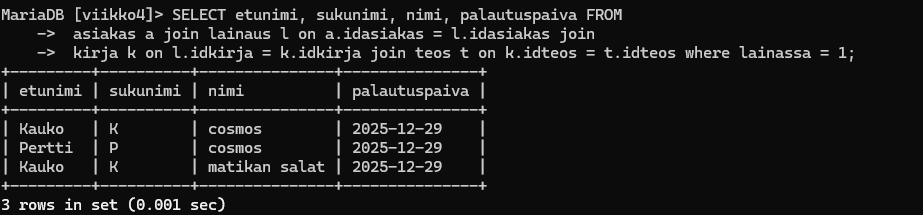 MariaDB [viikko4]> SELECT etunimi, sukunimi, nimi, palautuspaiva FROM
    ->  asiakas a join lainaus l on a.idasiakas = l.idasiakas join
    ->  kirja k on l.idkirja = k.idkirja join teos t on k.idteos = t.idteos where lainassa = 1;
+---------+----------+---------------+---------------+
| etunimi | sukunimi | nimi          | palautuspaiva |
+---------+----------+---------------+---------------+
| Kauko   | K        | cosmos        | 2025-12-29    |
| Pertti  | P        | cosmos        | 2025-12-29    |
| Kauko   | K        | matikan salat | 2025-12-29    |
+---------+----------+---------------+---------------+
3 rows in set (0.001 sec)